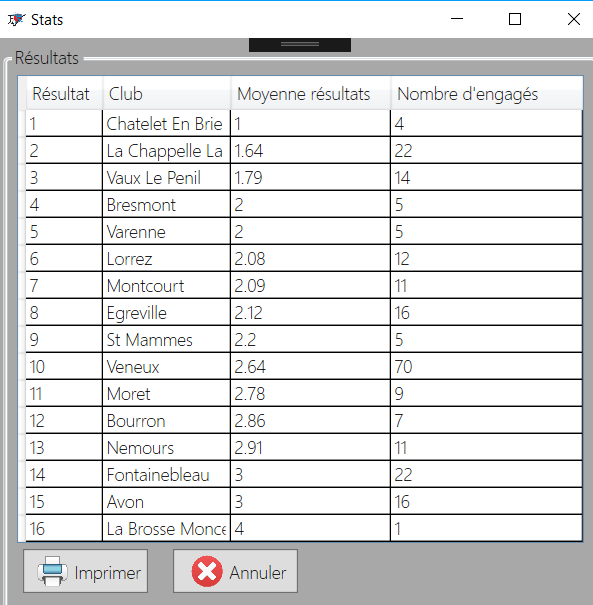 Stats
Résultats
Résultat Club Moyenne résultats Nombre d'engagés
1 Chatelet En Brie 1 4
2 La Chappelle La 1.64 22
3 Vaux Le Penil 1.79 14
4 Bresmont 2 5
5 Varenne 2 5
6 Lorrez 2.08 12
7 Montcourt 2.09 11
8 Egreville 2.12 16
9 St Mammes 2.2 5
10 Veneux 2.64 70
11 Moret 2.78 9
12 Bourron 2.86 7
13 Nemours 2.91 11
14 Fontainebleau 3 22
15 Avon 3 16
16 La Brosse Monce 4 1
Imprimer Annuler